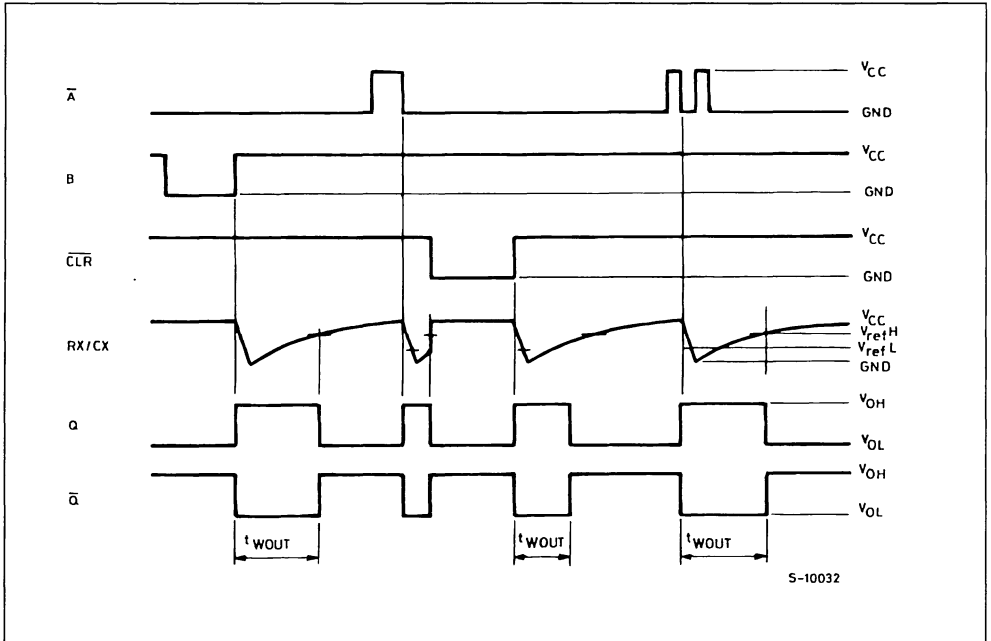 A̅
VCC
GND
B
VCC
GND
C̅L̅R̅
VCC
GND
RX/CX
VCC
VrefH
VrefL
GND
Q
VOH
VOL
Q̅
VOH
VOL
tWOUT tWOUT tWOUT
S-10032